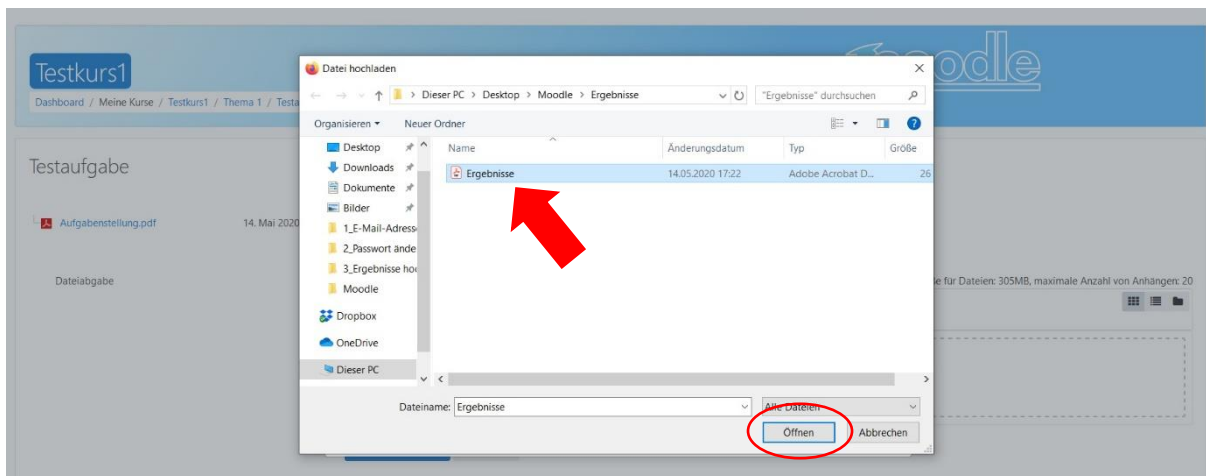 moodle
Testkurs1
Dashboard / Meine Kurse / Testkurs1 / Thema 1 / Testa
Testaufgabe
Aufgabenstellung.pdf 14. Mai 2020
Dateiabgabe
e für Dateien: 305MB, maximale Anzahl von Anhängen: 20
Datei hochladen
Dieser PC > Desktop > Moodle > Ergebnisse
"Ergebnisse" durchsuchen
Organisieren Neuer Ordner
Name Änderungsdatum Typ Größe
Ergebnisse 14.05.2020 17:22 Adobe Acrobat D... 26
Desktop
Downloads
Dokumente
Bilder
1_E-Mail-Adress
2_Passwort ände
3_Ergebnisse ho
Moodle
Dropbox
OneDrive
Dieser PC
Dateiname: Ergebnisse
Alle Dateien
Öffnen Abbrechen